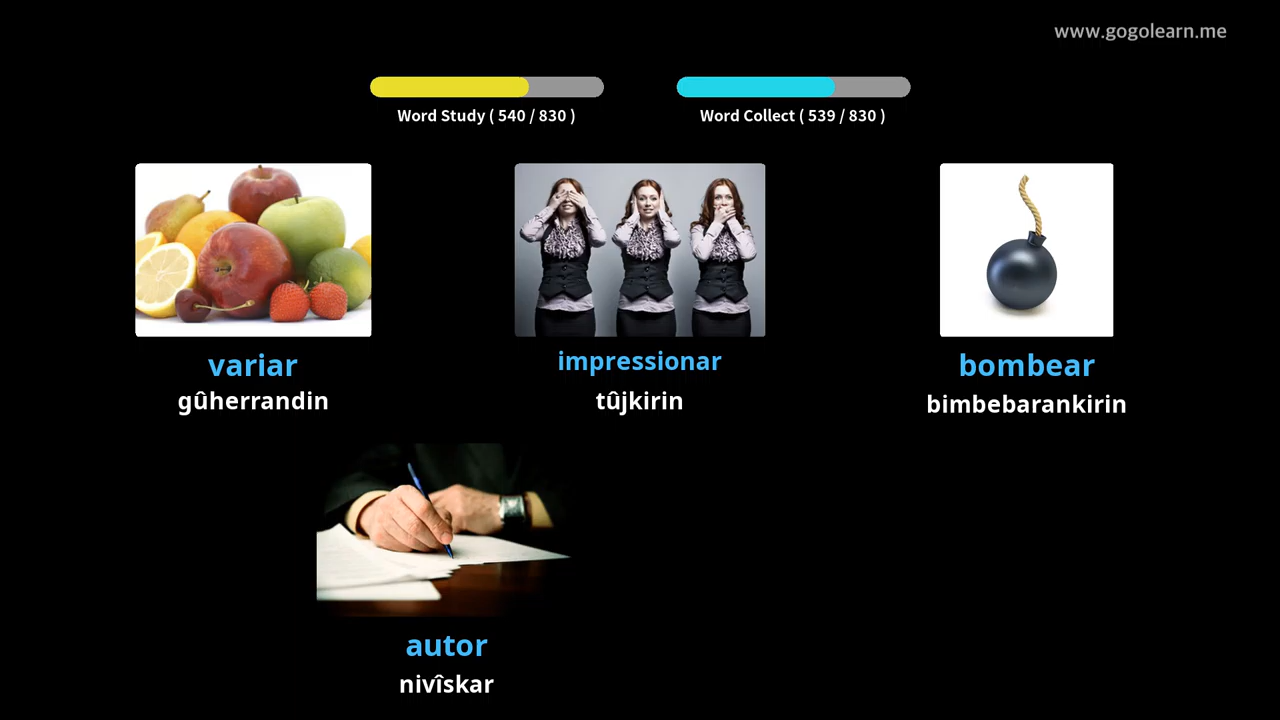 www.gogolearn.me
Word Study ( 540 / 830 )
Word Collect ( 539 / 830 )
variar
gûherrandin
impressionar
tûjkirin
bombear
bimbebarankirin
autor
nivîskar